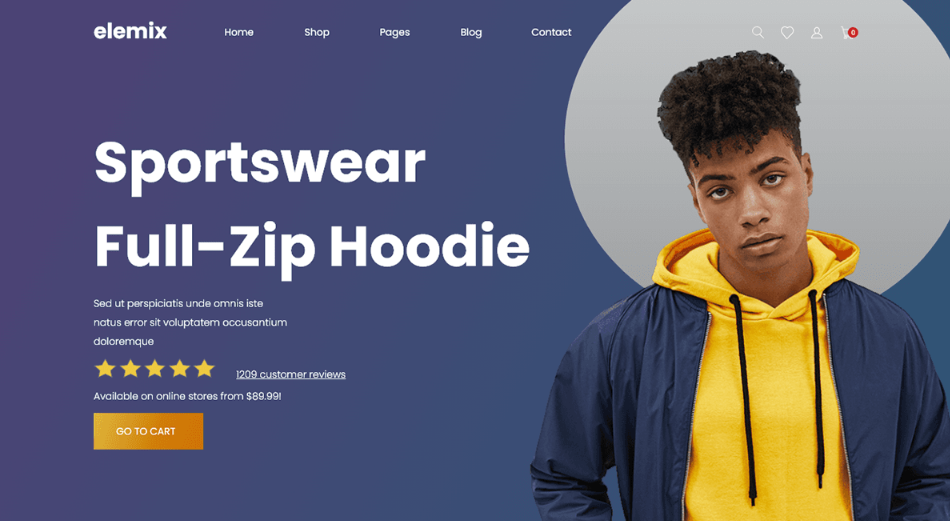 elemix
Home Shop Pages Blog Contact
0
Sportswear
Full-Zip Hoodie
Sed ut perspiciatis unde omnis iste
natus error sit voluptatem occusantium
doloremque
1209 customer reviews
Available on online stores from $89.99!
GO TO CART